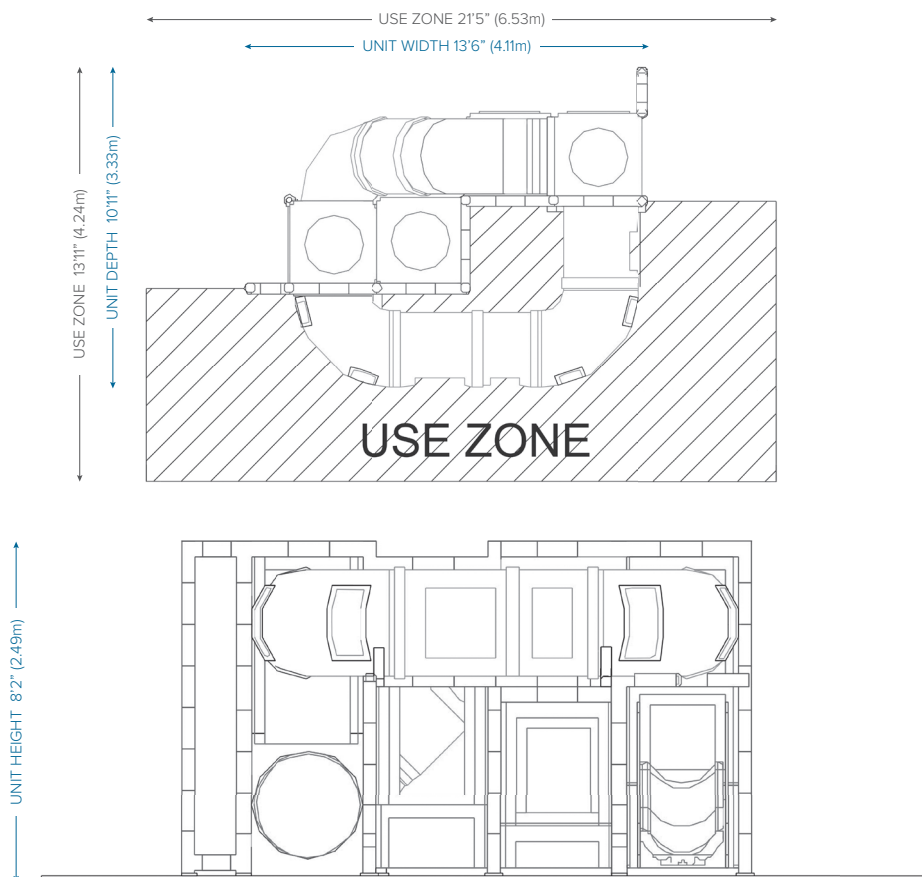 USE ZONE 21'5" (6.53m)
UNIT WIDTH 13'6" (4.11m)
USE ZONE 13'11" (4.24m)
UNIT DEPTH 10'11" (3.33m)
USE ZONE
UNIT HEIGHT 8'2" (2.49m)